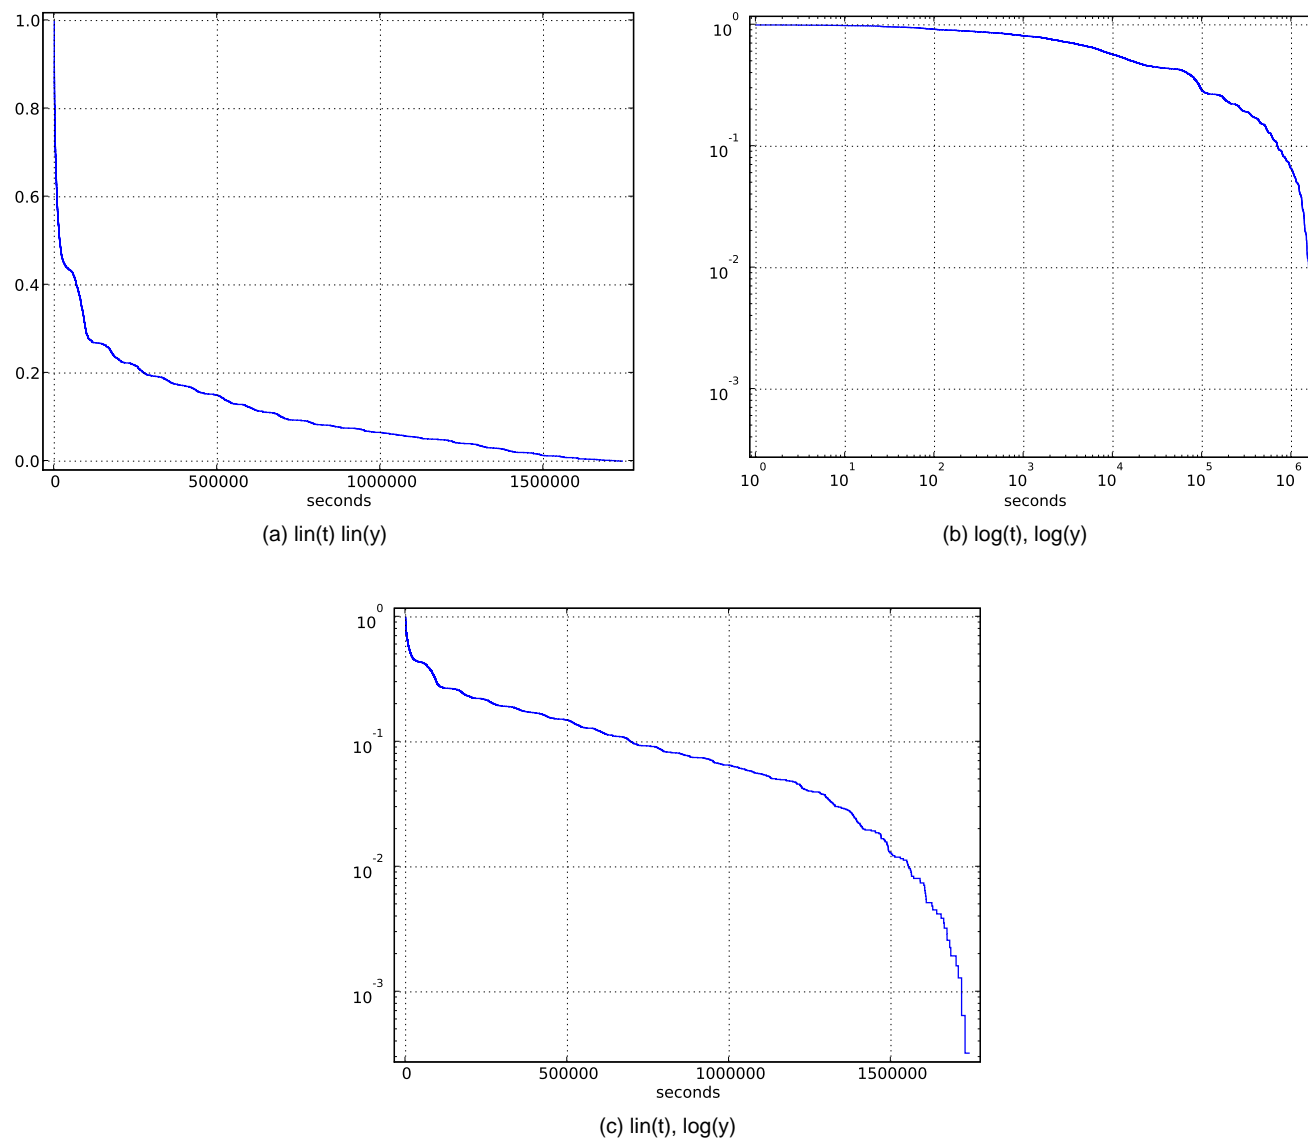 1.0
0.8
0.6
0.4
0.2
0.0
0 500000 1000000 1500000
seconds
(a) lin(t) lin(y)
10^0
10^-1
10^-2
10^-3
10^0 10^1 10^2 10^3 10^4 10^5 10^6
seconds
(b) log(t), log(y)
10^0
10^-1
10^-2
10^-3
0 500000 1000000 1500000
seconds
(c) lin(t), log(y)